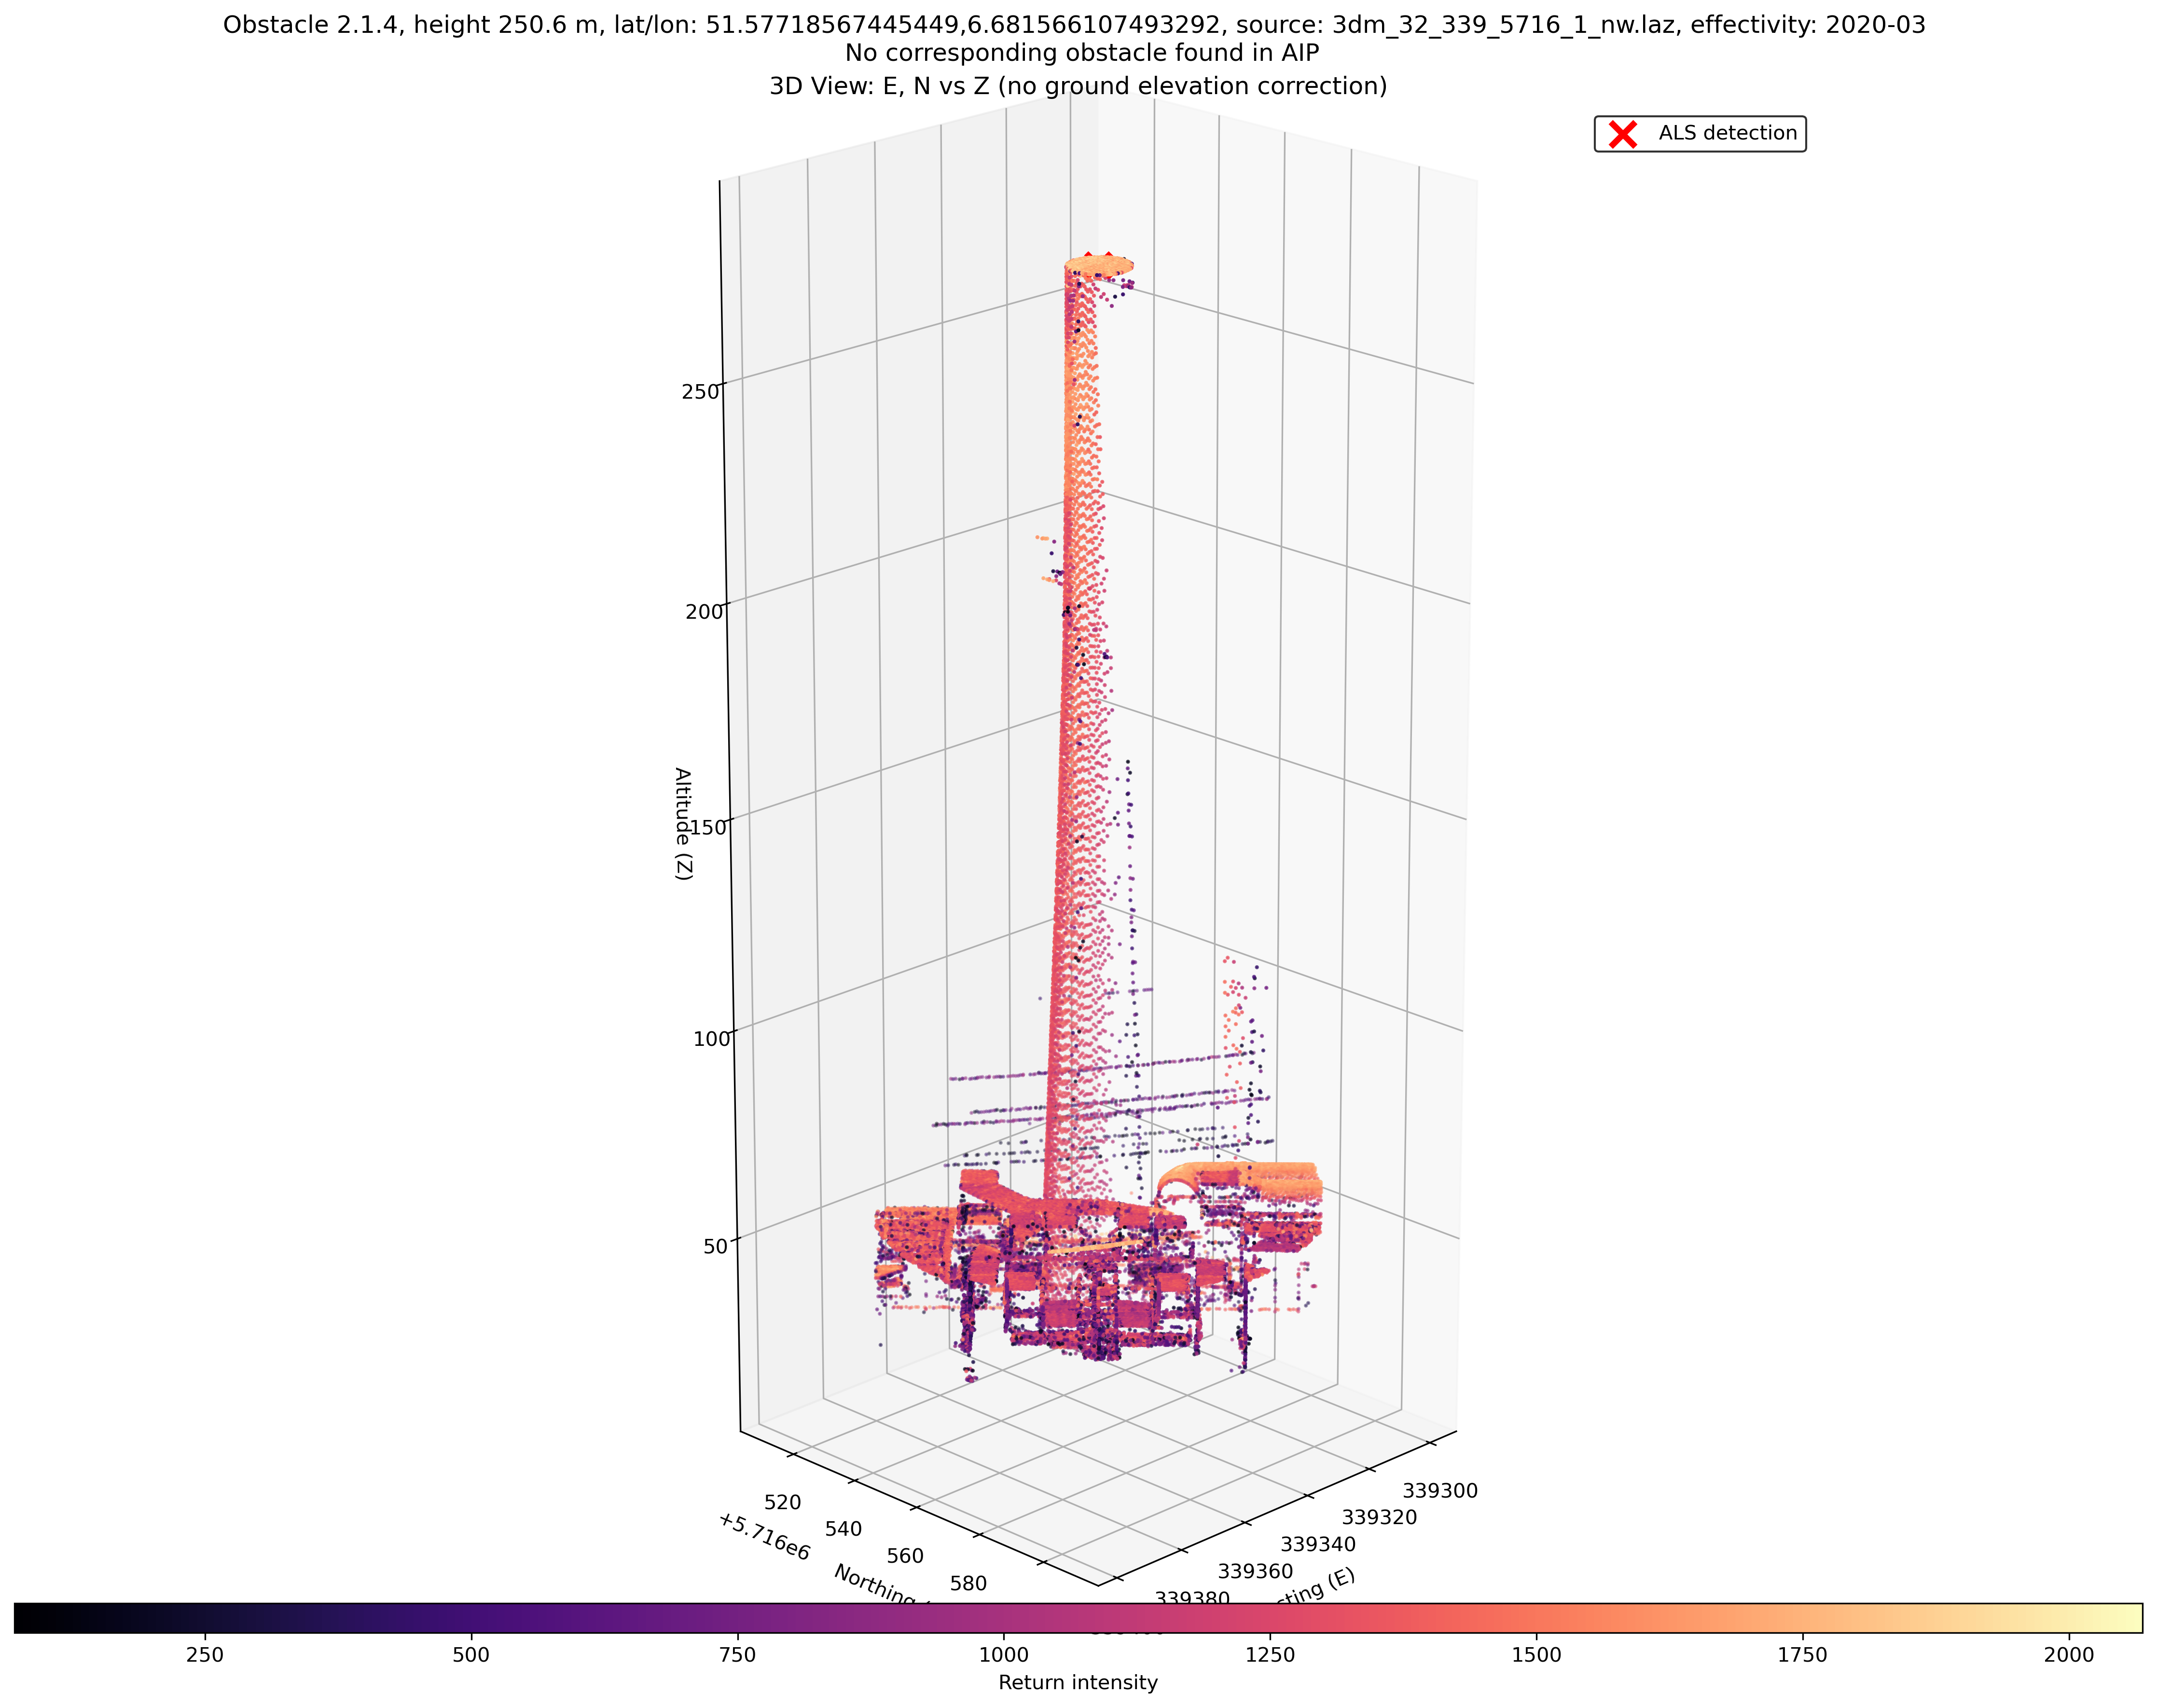 Obstacle 2.1.4, height 250.6 m, lat/lon: 51.57718567445449,6.681566107493292, source: 3dm_32_339_5716_1_nw.laz, effectivity: 2020-03
No corresponding obstacle found in AIP
3D View: E, N vs Z (no ground elevation correction)
ALS detection
250
200
150
100
50
Altitude (Z)
520
540
560
580
+5.716e6
Northing
339300
339320
339340
339360
339380
sting (E)
250
500
750
1000
1250
1500
1750
2000
Return intensity